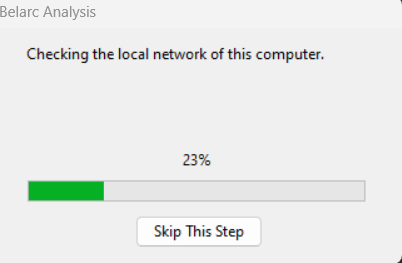 Belarc Analysis
Checking the local network of this computer.
23%
Skip This Step